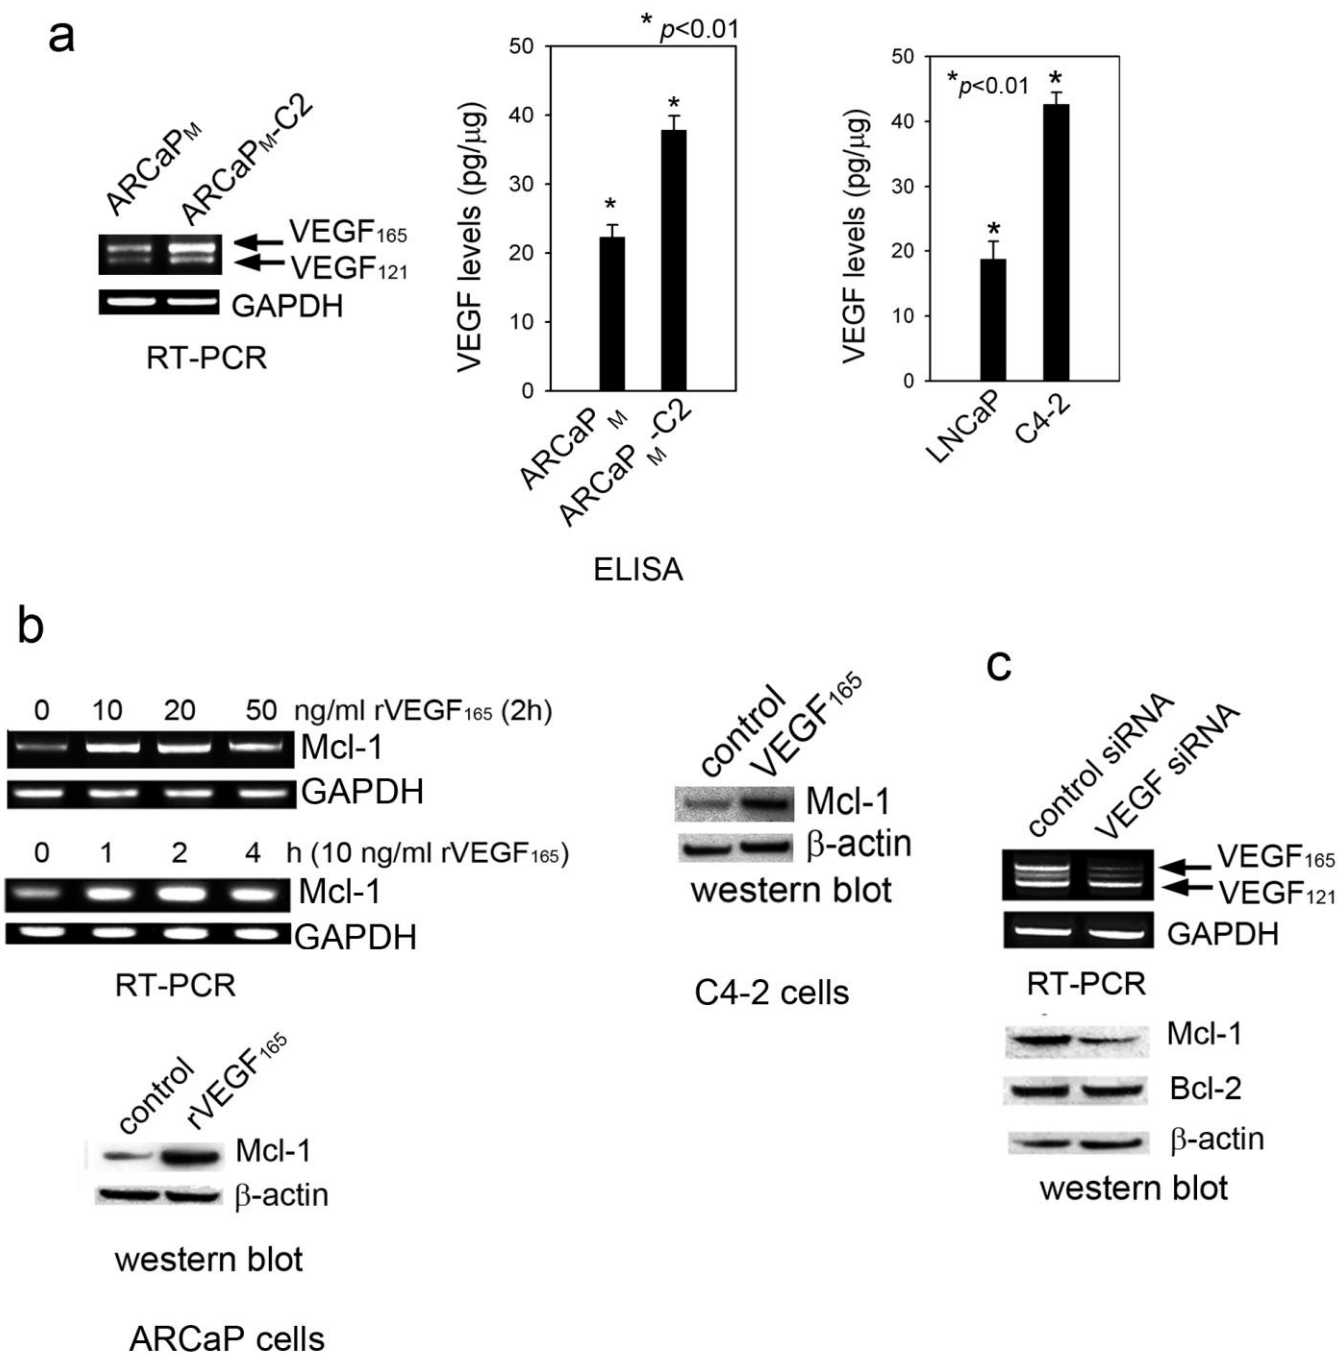 a
ARCaPM
ARCaPM-C2
VEGF165
VEGF121
GAPDH
RT-PCR
* p<0.01
50
40
30
20
10
0
VEGF levels (pg/µg)
*
*
ARCaPM
ARCaPM-C2
ELISA
*p<0.01
50
40
30
20
10
0
VEGF levels (pg/µg)
*
*
LNCaP
C4-2
b
0 10 20 50 ng/ml rVEGF165 (2h)
Mcl-1
GAPDH
0 1 2 4 h (10 ng/ml rVEGF165)
Mcl-1
GAPDH
RT-PCR
control
rVEGF165
Mcl-1
β-actin
western blot
ARCaP cells
control
VEGF165
Mcl-1
β-actin
western blot
C4-2 cells
c
control siRNA
VEGF siRNA
VEGF165
VEGF121
GAPDH
RT-PCR
Mcl-1
Bcl-2
β-actin
western blot